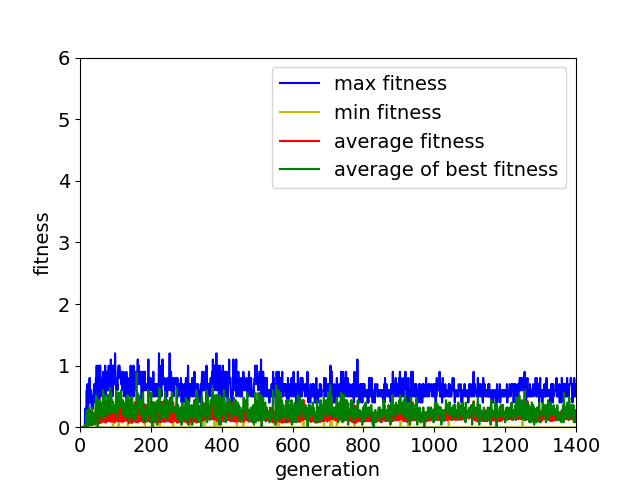 max fitness
min fitness
average fitness
average of best fitness
6
5
4
3
2
1
0
fitness
0 200 400 600 800 1000 1200 1400
generation